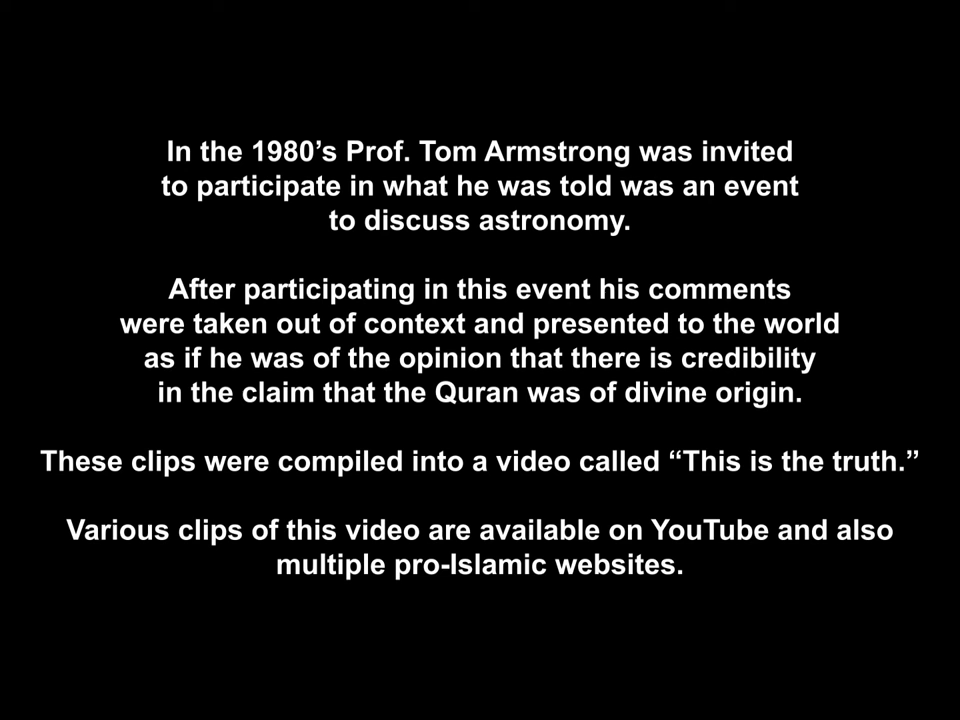 In the 1980’s Prof. Tom Armstrong was invited
to participate in what he was told was an event
to discuss astronomy.
After participating in this event his comments
were taken out of context and presented to the world
as if he was of the opinion that there is credibility
in the claim that the Quran was of divine origin.
These clips were compiled into a video called “This is the truth.”
Various clips of this video are available on YouTube and also
multiple pro-Islamic websites.